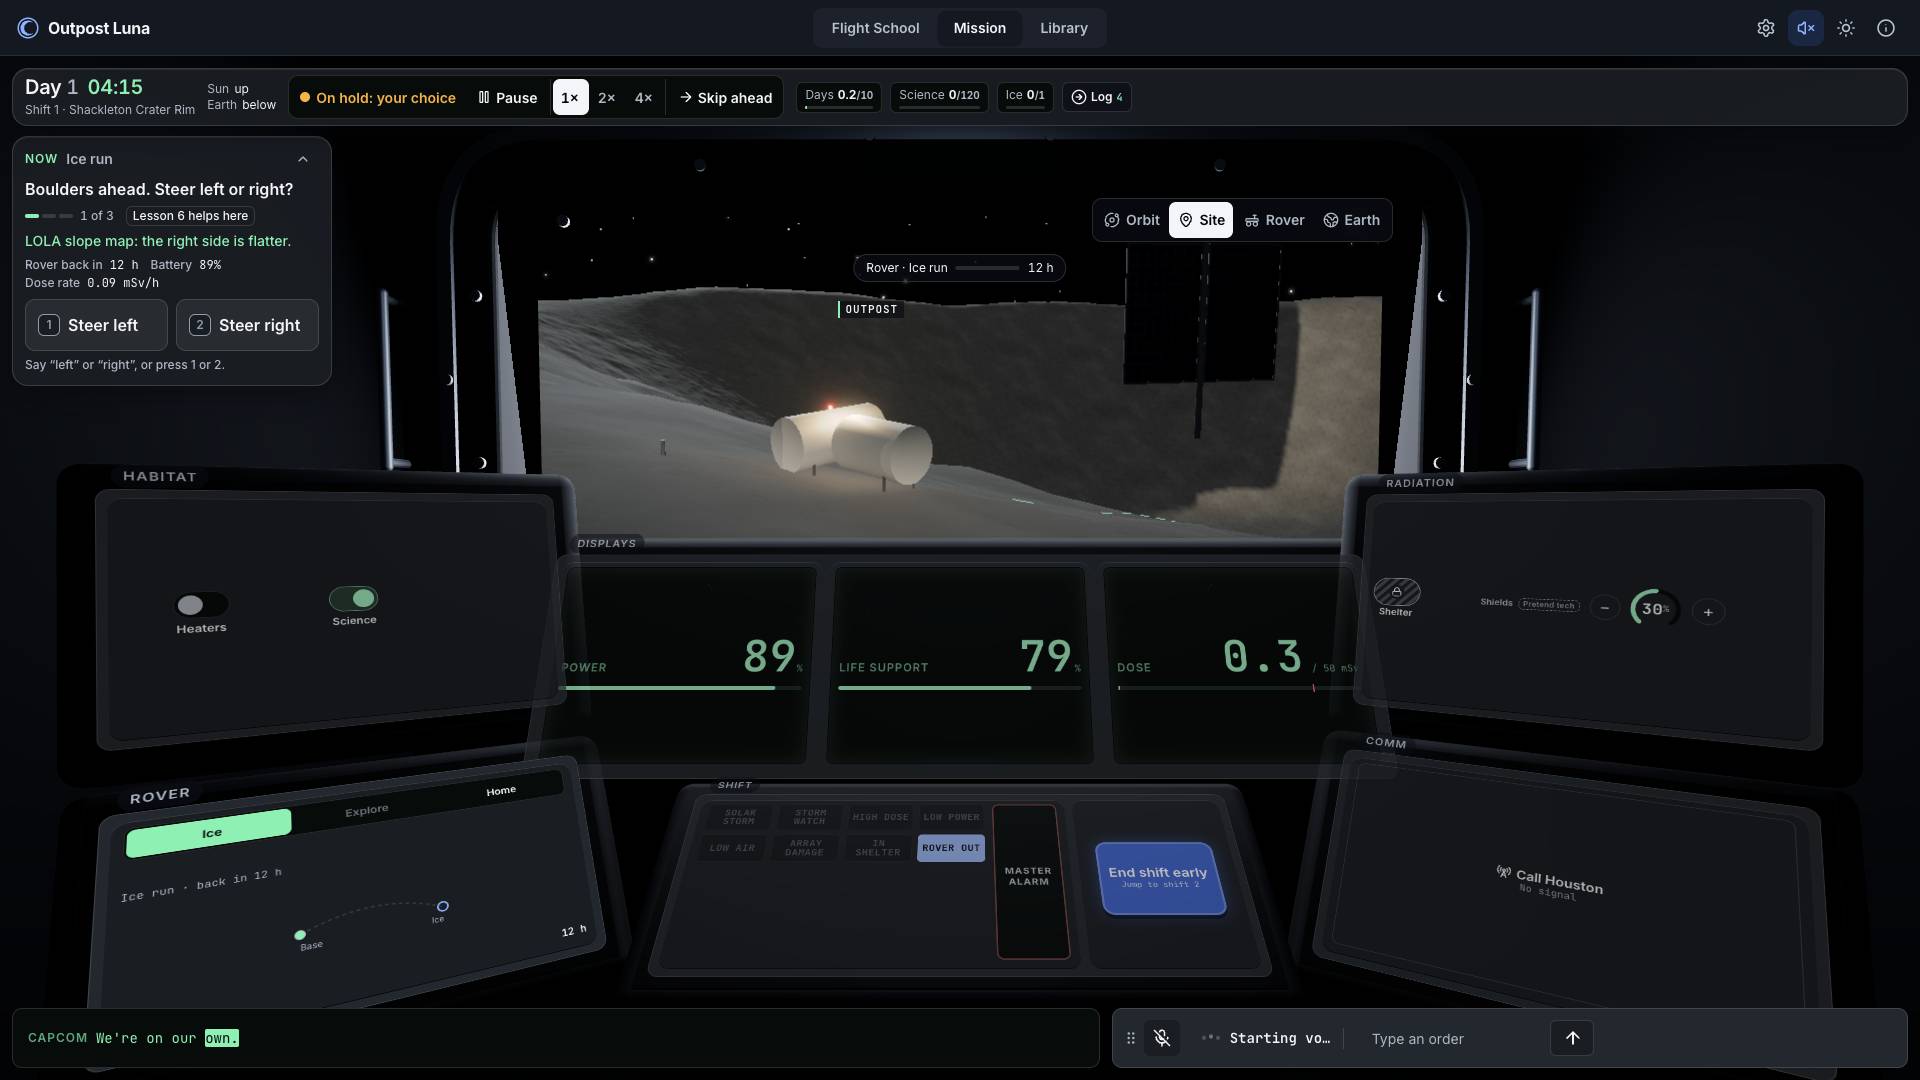 Outpost Luna
Flight School
Mission
Library
Day 1 04:15
Shift 1 · Shackleton Crater Rim
Sun up
Earth below
On hold: your choice
Pause
1×
2×
4×
Skip ahead
Days 0.2/10
Science 0/120
Ice 0/1
Log 4
NOW Ice run
Boulders ahead. Steer left or right?
1 of 3
Lesson 6 helps here
LOLA slope map: the right side is flatter.
Rover back in 12 h Battery 89%
Dose rate 0.09 mSv/h
1 Steer left
2 Steer right
Say “left” or “right”, or press 1 or 2.
Orbit
Site
Rover
Earth
Rover · Ice run 12 h
OUTPOST
HABITAT
Heaters
Science
DISPLAYS
POWER 89%
LIFE SUPPORT 79%
DOSE 0.3 / 50 mSv
RADIATION
Shelter
Shields Pretend tech
−
30%
+
ROVER
Ice
Explore
Home
Ice run · back in 12 h
Base
Ice
12 h
SHIFT
SOLAR STORM
STORM WATCH
HIGH DOSE
LOW POWER
LOW AIR
ARRAY DAMAGE
IN SHELTER
ROVER OUT
MASTER ALARM
End shift early
Jump to shift 2
COMM
Call Houston
No signal
CAPCOM We're on our own.
Starting vo…
Type an order